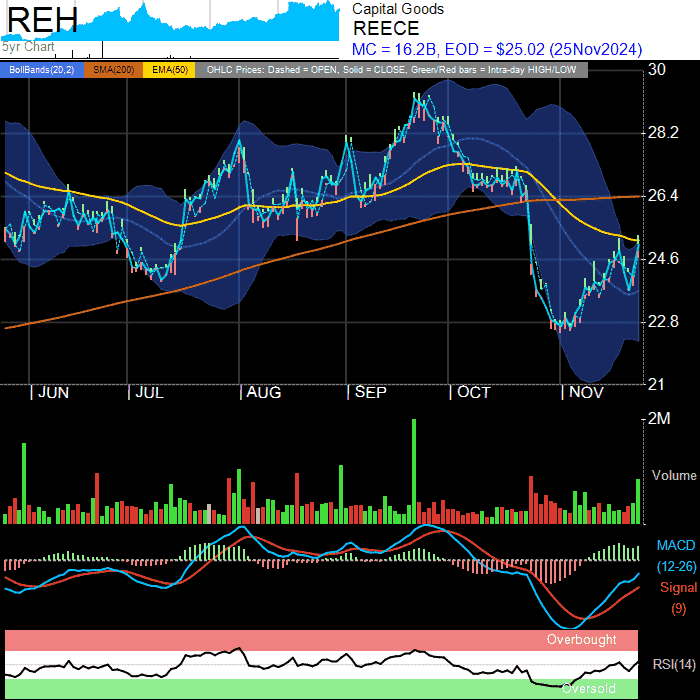 REH
5yr Chart
Capital Goods
REECE
MC = 16.2B, EOD = $25.02 (25Nov2024)
BollBands(20,2) SMA(200) EMA(50) OHLC Prices: Dashed = OPEN, Solid = CLOSE, Green/Red bars = Intra-day HIGH/LOW
30
28.2
26.4
24.6
22.8
21
| JUN | JUL | AUG | SEP | OCT | NOV
2M
Volume
MACD
(12-26)
Signal
(9)
Overbought
RSI(14)
Oversold